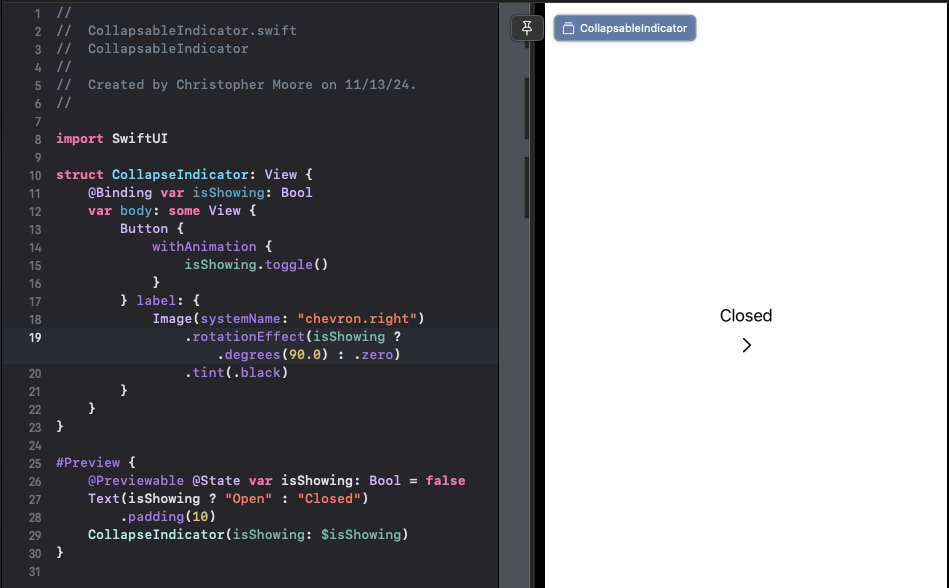 1 //
2 //  CollapsableIndicator.swift
3 //  CollapsableIndicator
4 //
5 //  Created by Christopher Moore on 11/13/24.
6 //
7
8 import SwiftUI
9
10 struct CollapseIndicator: View {
11     @Binding var isShowing: Bool
12     var body: some View {
13         Button {
14             withAnimation {
15                 isShowing.toggle()
16             }
17         } label: {
18             Image(systemName: "chevron.right")
19                 .rotationEffect(isShowing ?
                    .degrees(90.0) : .zero)
20                 .tint(.black)
21         }
22     }
23 }
24
25 #Preview {
26     @Previewable @State var isShowing: Bool = false
27     Text(isShowing ? "Open" : "Closed")
28         .padding(10)
29     CollapseIndicator(isShowing: $isShowing)
30 }
31
CollapsableIndicator
Closed